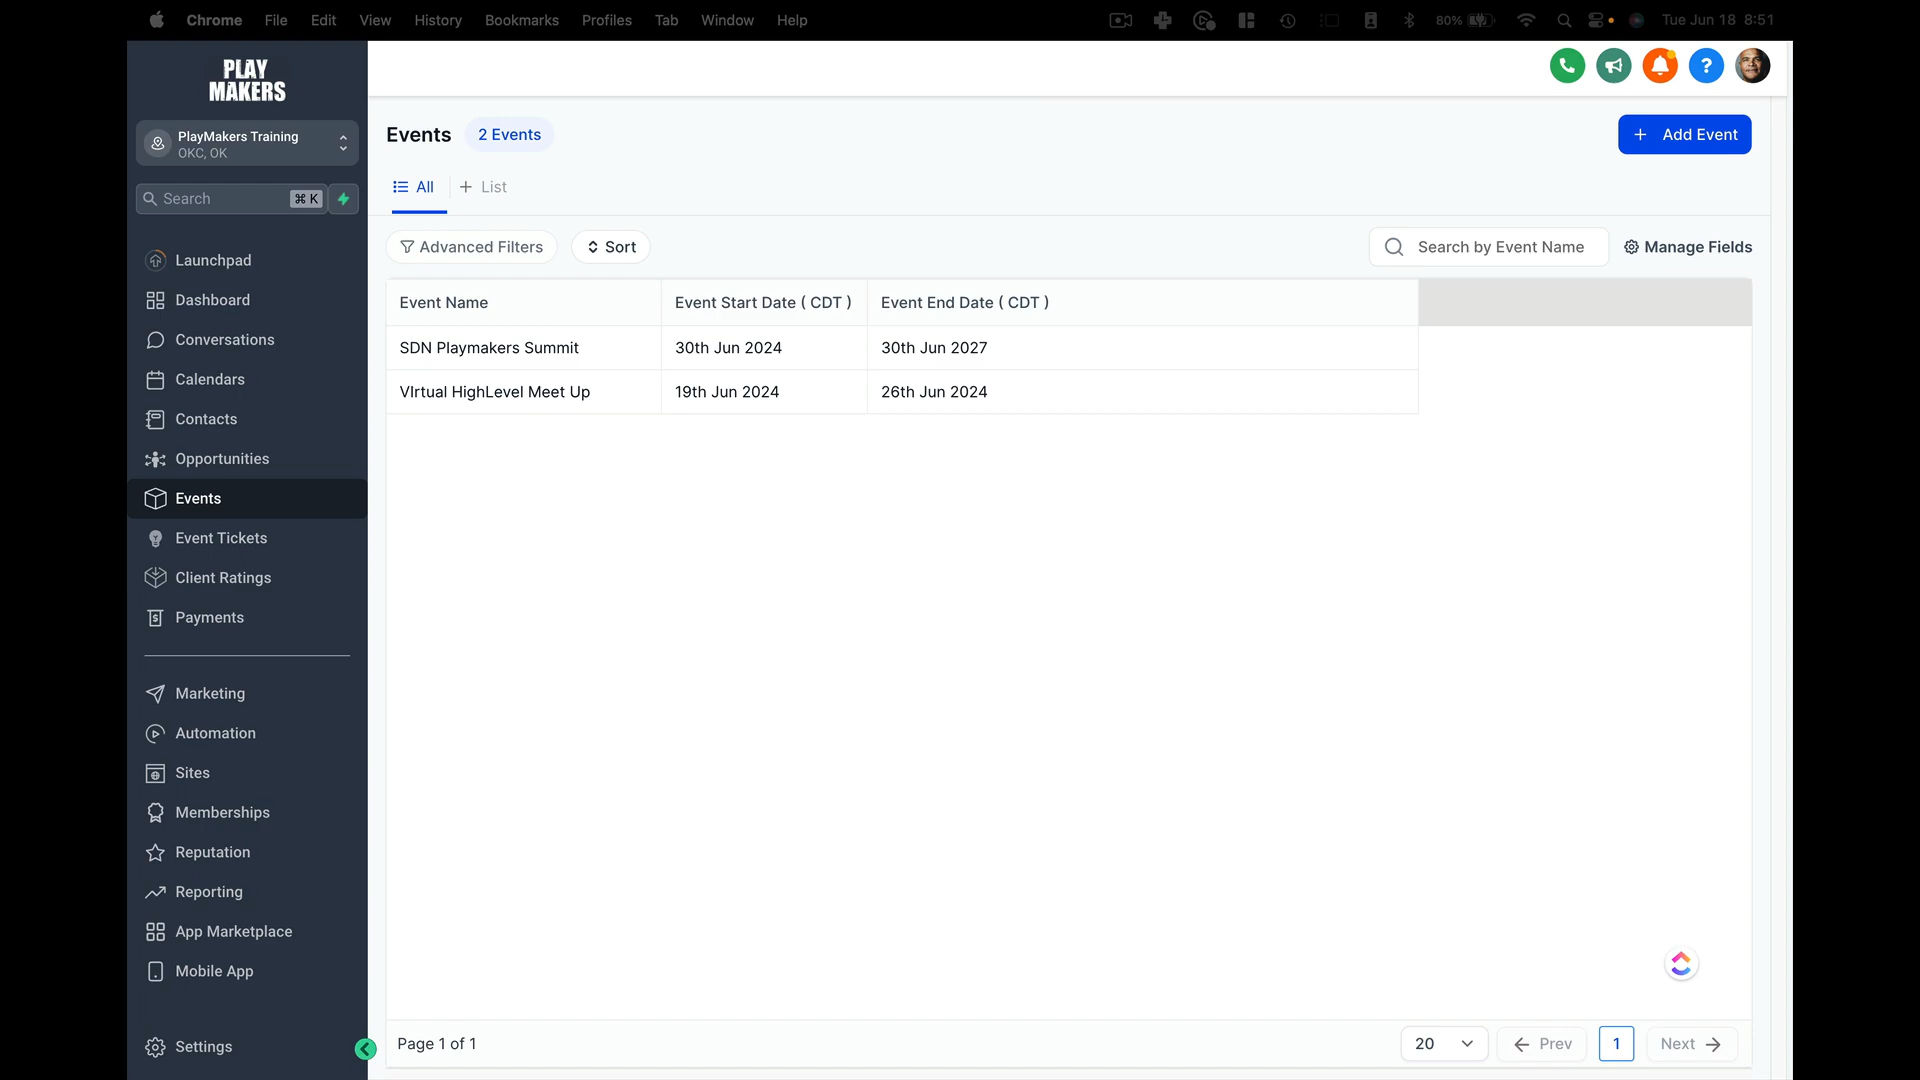 Chrome File Edit View History Bookmarks Profiles Tab Window Help 80% Tue Jun 18 8:51
PLAY
MAKERS
PlayMakers Training
OKC, OK
Search ⌘ K
Launchpad
Dashboard
Conversations
Calendars
Contacts
Opportunities
Events
Event Tickets
Client Ratings
Payments
Marketing
Automation
Sites
Memberships
Reputation
Reporting
App Marketplace
Mobile App
Settings
Events 2 Events + Add Event
All + List
Advanced Filters Sort Search by Event Name Manage Fields
Event Name Event Start Date ( CDT ) Event End Date ( CDT )
SDN Playmakers Summit 30th Jun 2024 30th Jun 2027
VIrtual HighLevel Meet Up 19th Jun 2024 26th Jun 2024
Page 1 of 1 20 Prev 1 Next